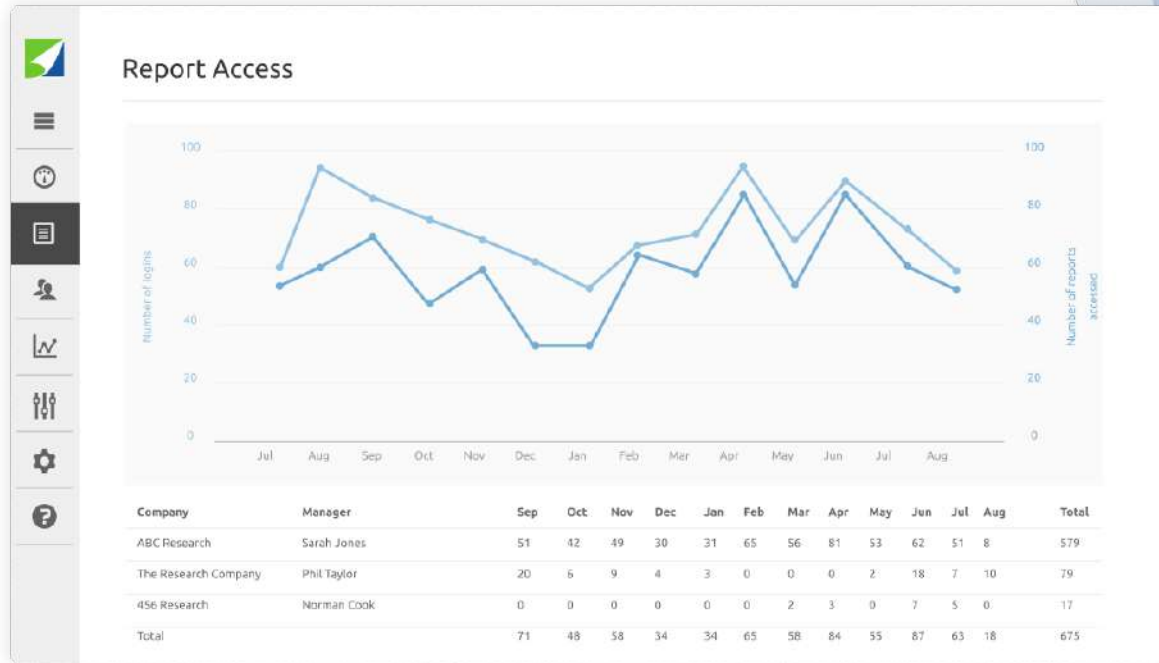 Report Access
100 100
80 80
60 60
40 40
20 20
0 0
Number of logins
Number of reports
accessed
Jul Aug Sep Oct Nov Dec Jan Feb Mar Apr May Jun Jul Aug
Company Manager Sep Oct Nov Dec Jan Feb Mar Apr May Jun Jul Aug Total
ABC Research Sarah Jones 51 42 49 30 31 65 56 81 53 62 51 8 579
The Research Company Phil Taylor 20 6 9 4 3 0 0 0 2 18 7 10 79
456 Research Norman Cook 0 0 0 0 0 0 2 3 0 7 5 0 17
Total 71 48 58 34 34 65 58 84 55 87 63 18 675